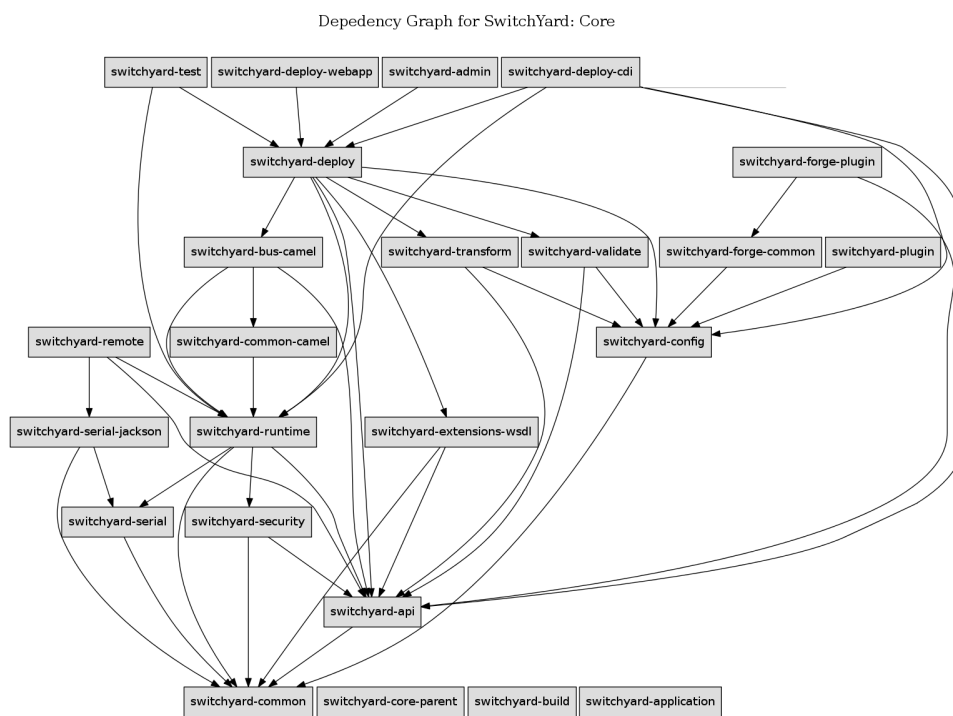 Depedency Graph for SwitchYard: Core
switchyard-test
switchyard-deploy-webapp
switchyard-admin
switchyard-deploy-cdi
switchyard-deploy
switchyard-forge-plugin
switchyard-bus-camel
switchyard-transform
switchyard-validate
switchyard-forge-common
switchyard-plugin
switchyard-remote
switchyard-common-camel
switchyard-config
switchyard-serial-jackson
switchyard-runtime
switchyard-extensions-wsdl
switchyard-serial
switchyard-security
switchyard-api
switchyard-common
switchyard-core-parent
switchyard-build
switchyard-application